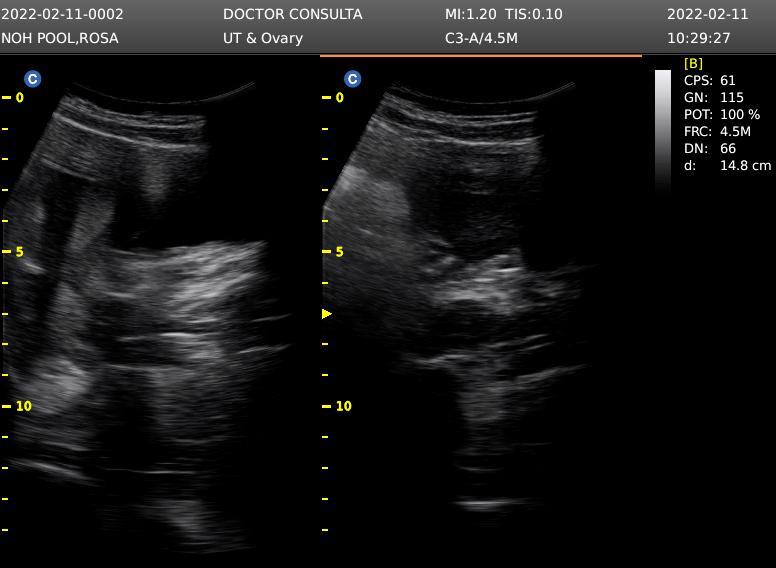 2022-02-11-0002 DOCTOR CONSULTA MI:1.20 TIS:0.10 2022-02-11
NOH POOL,ROSA UT & Ovary C3-A/4.5M 10:29:27
C C
0 0
5 5
10 10
[B]
CPS: 61
GN: 115
POT: 100 %
FRC: 4.5M
DN: 66
d: 14.8 cm